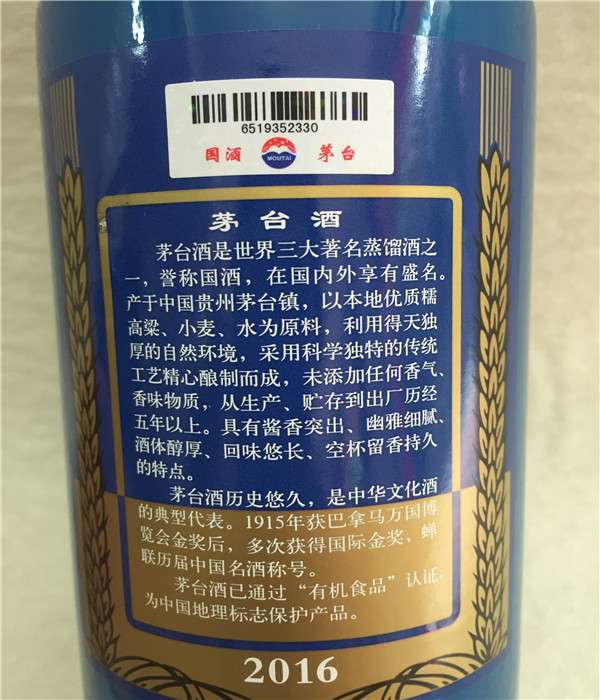 6519352330
国酒 MOUTAI 茅台
茅台酒
茅台酒是世界三大著名蒸馏酒之
一，誉称国酒，在国内外享有盛名。
产于中国贵州茅台镇，以本地优质糯
高粱、小麦、水为原料，利用得天独
厚的自然环境，采用科学独特的传统
工艺精心酿制而成，未添加任何香气、
香味物质，从生产、贮存到出厂历经
五年以上。具有酱香突出、幽雅细腻、
酒体醇厚、回味悠长、空杯留香持久
的特点。
茅台酒历史悠久，是中华文化酒
的典型代表。1915年获巴拿马万国博
览会金奖后，多次获得国际金奖，蝉
联历届中国名酒称号。
茅台酒已通过“有机食品”认证，
为中国地理标志保护产品。
2016